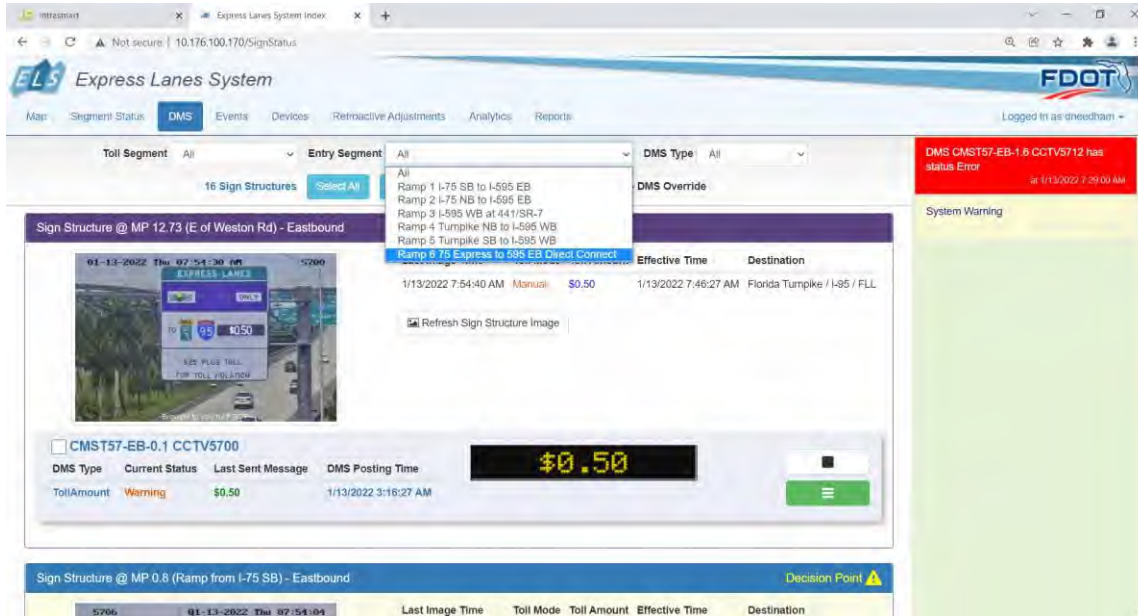 Intrasmart
Express Lanes System Index
Not secure | 10.176.100.170/SignStatus
ELS Express Lanes System
FDOT
Map Segment Status DMS Events Devices Retroactive Adjustments Analytics Reports Logged in as dneedham
Toll Segment All Entry Segment All DMS Type All
All
Ramp 1 I-75 SB to I-595 EB
Ramp 2 I-75 NB to I-595 EB
Ramp 3 I-595 WB at 441/SR-7
Ramp 4 Turnpike NB to I-595 WB
Ramp 5 Turnpike SB to I-595 WB
Ramp 6 75 Express to 595 EB Direct Connect
16 Sign Structures Select All DMS Override
DMS CMST57-EB-1.6 CCTV5712 has
status Error
at 1/13/2022 7:29:00 AM
System Warning
Sign Structure @ MP 12.73 (E of Weston Rd) - Eastbound
Effective Time Destination
1/13/2022 7:54:40 AM Manual $0.50 1/13/2022 7:46:27 AM Florida Turnpike / I-95 / FLL
Refresh Sign Structure Image
01-13-2022 Thu 07:54:30 AM 5700
EXPRESS LANES
ONLY
TO 95 $0.50
$25 PLUS TOLL
FOR TOLL VIOLATION
CMST57-EB-0.1 CCTV5700
DMS Type Current Status Last Sent Message DMS Posting Time
TollAmount Warning $0.50 1/13/2022 3:16:27 AM
$0.50
Sign Structure @ MP 0.8 (Ramp from I-75 SB) - Eastbound Decision Point
5706 01-13-2022 Thu 07:54:04
Last Image Time Toll Mode Toll Amount Effective Time Destination